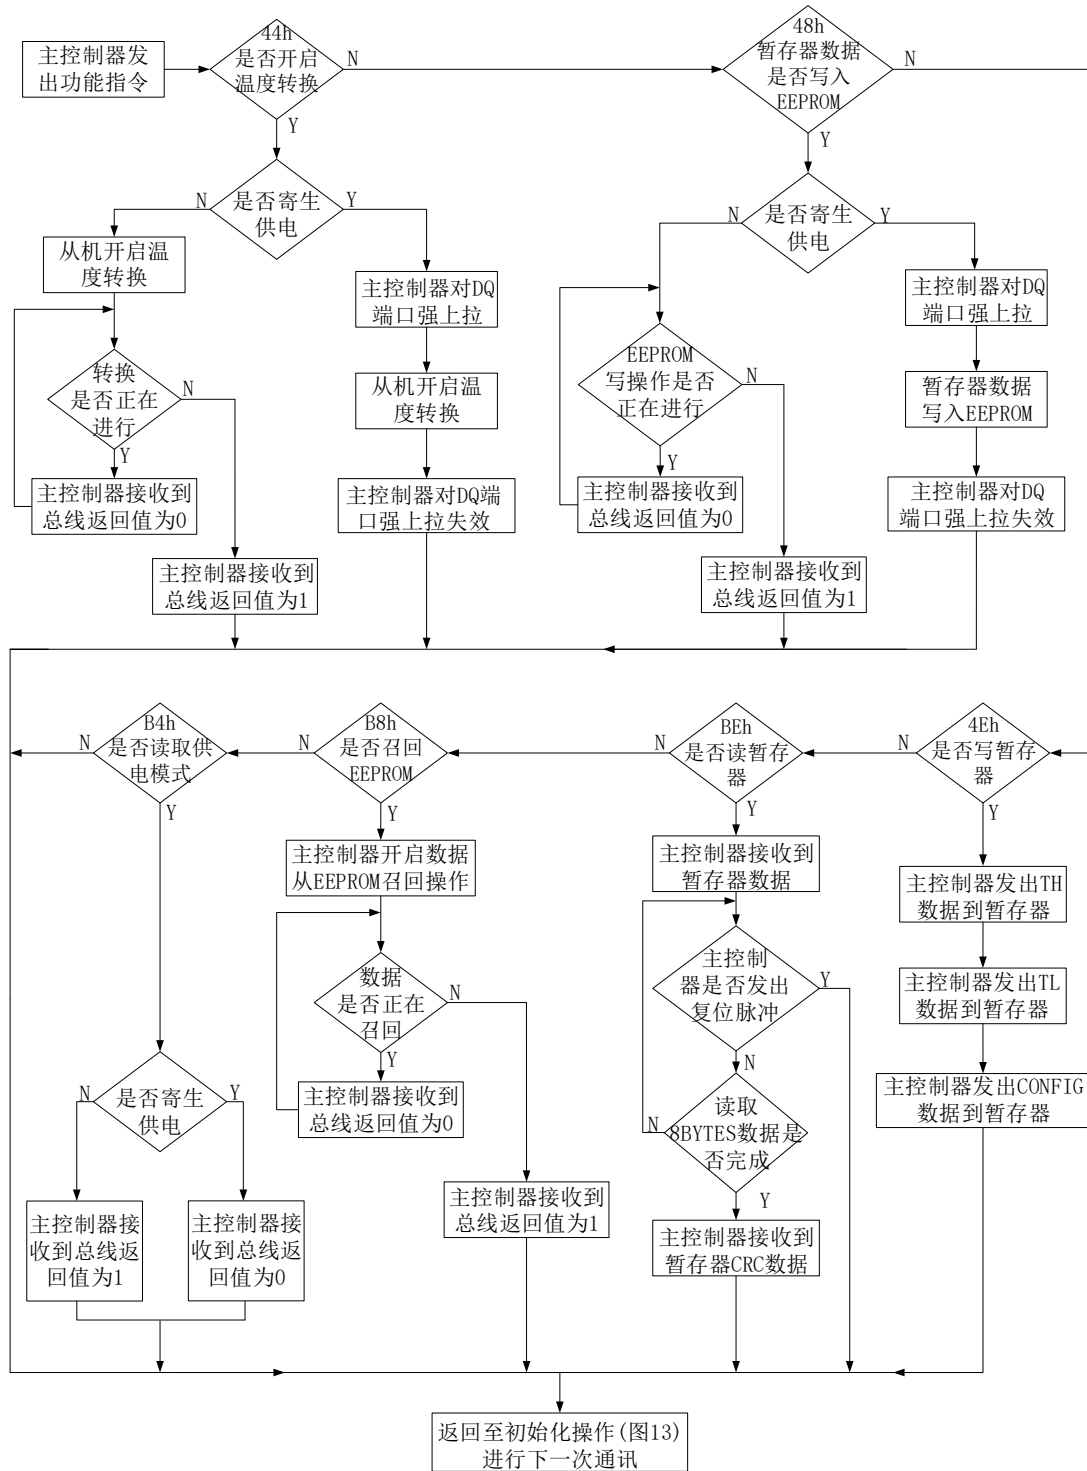 主控制器发
出功能指令
44h
是否开启
温度转换
N
48h
暂存器数据
是否写入
EEPROM
N
Y
Y
是否寄生
供电
N
Y
是否寄生
供电
N
Y
从机开启温
度转换
主控制器对DQ
端口强上拉
主控制器对DQ
端口强上拉
转换
是否正在
进行
N
Y
从机开启温
度转换
EEPROM
写操作是否
正在进行
N
Y
暂存器数据
写入EEPROM
主控制器接收到
总线返回值为0
主控制器对DQ端
口强上拉失效
主控制器接收到
总线返回值为0
主控制器对DQ
端口强上拉失效
主控制器接收到
总线返回值为1
主控制器接收到
总线返回值为1
B4h
是否读取供
电模式
N
Y
B8h
是否召回
EEPROM
N
Y
BEh
是否读暂存
器
N
Y
4Eh
是否写暂存
器
N
Y
主控制器开启数据
从EEPROM召回操作
主控制器接收到
暂存器数据
主控制器发出TH
数据到暂存器
数据
是否正在
召回
N
Y
主控制
器是否发出
复位脉冲
Y
N
主控制器发出TL
数据到暂存器
是否寄生
供电
N
Y
主控制器接收到
总线返回值为0
读取
8BYTES数据是
否完成
N
Y
主控制器发出CONFIG
数据到暂存器
主控制器接
收到总线返
回值为1
主控制器接
收到总线返
回值为0
主控制器接收到
总线返回值为1
主控制器接收到
暂存器CRC数据
返回至初始化操作(图13)
进行下一次通讯